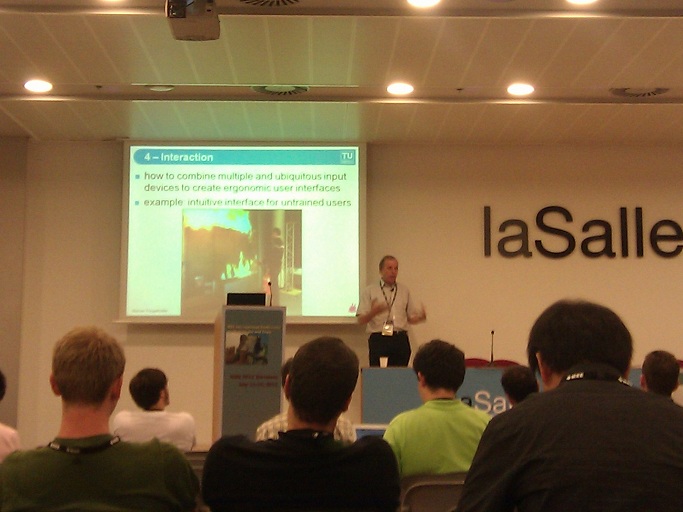 4 – Interaction
TU
how to combine multiple and ubiquitous input
devices to create ergonomic user interfaces
example: intuitive interface for untrained users
laSalle
aSa